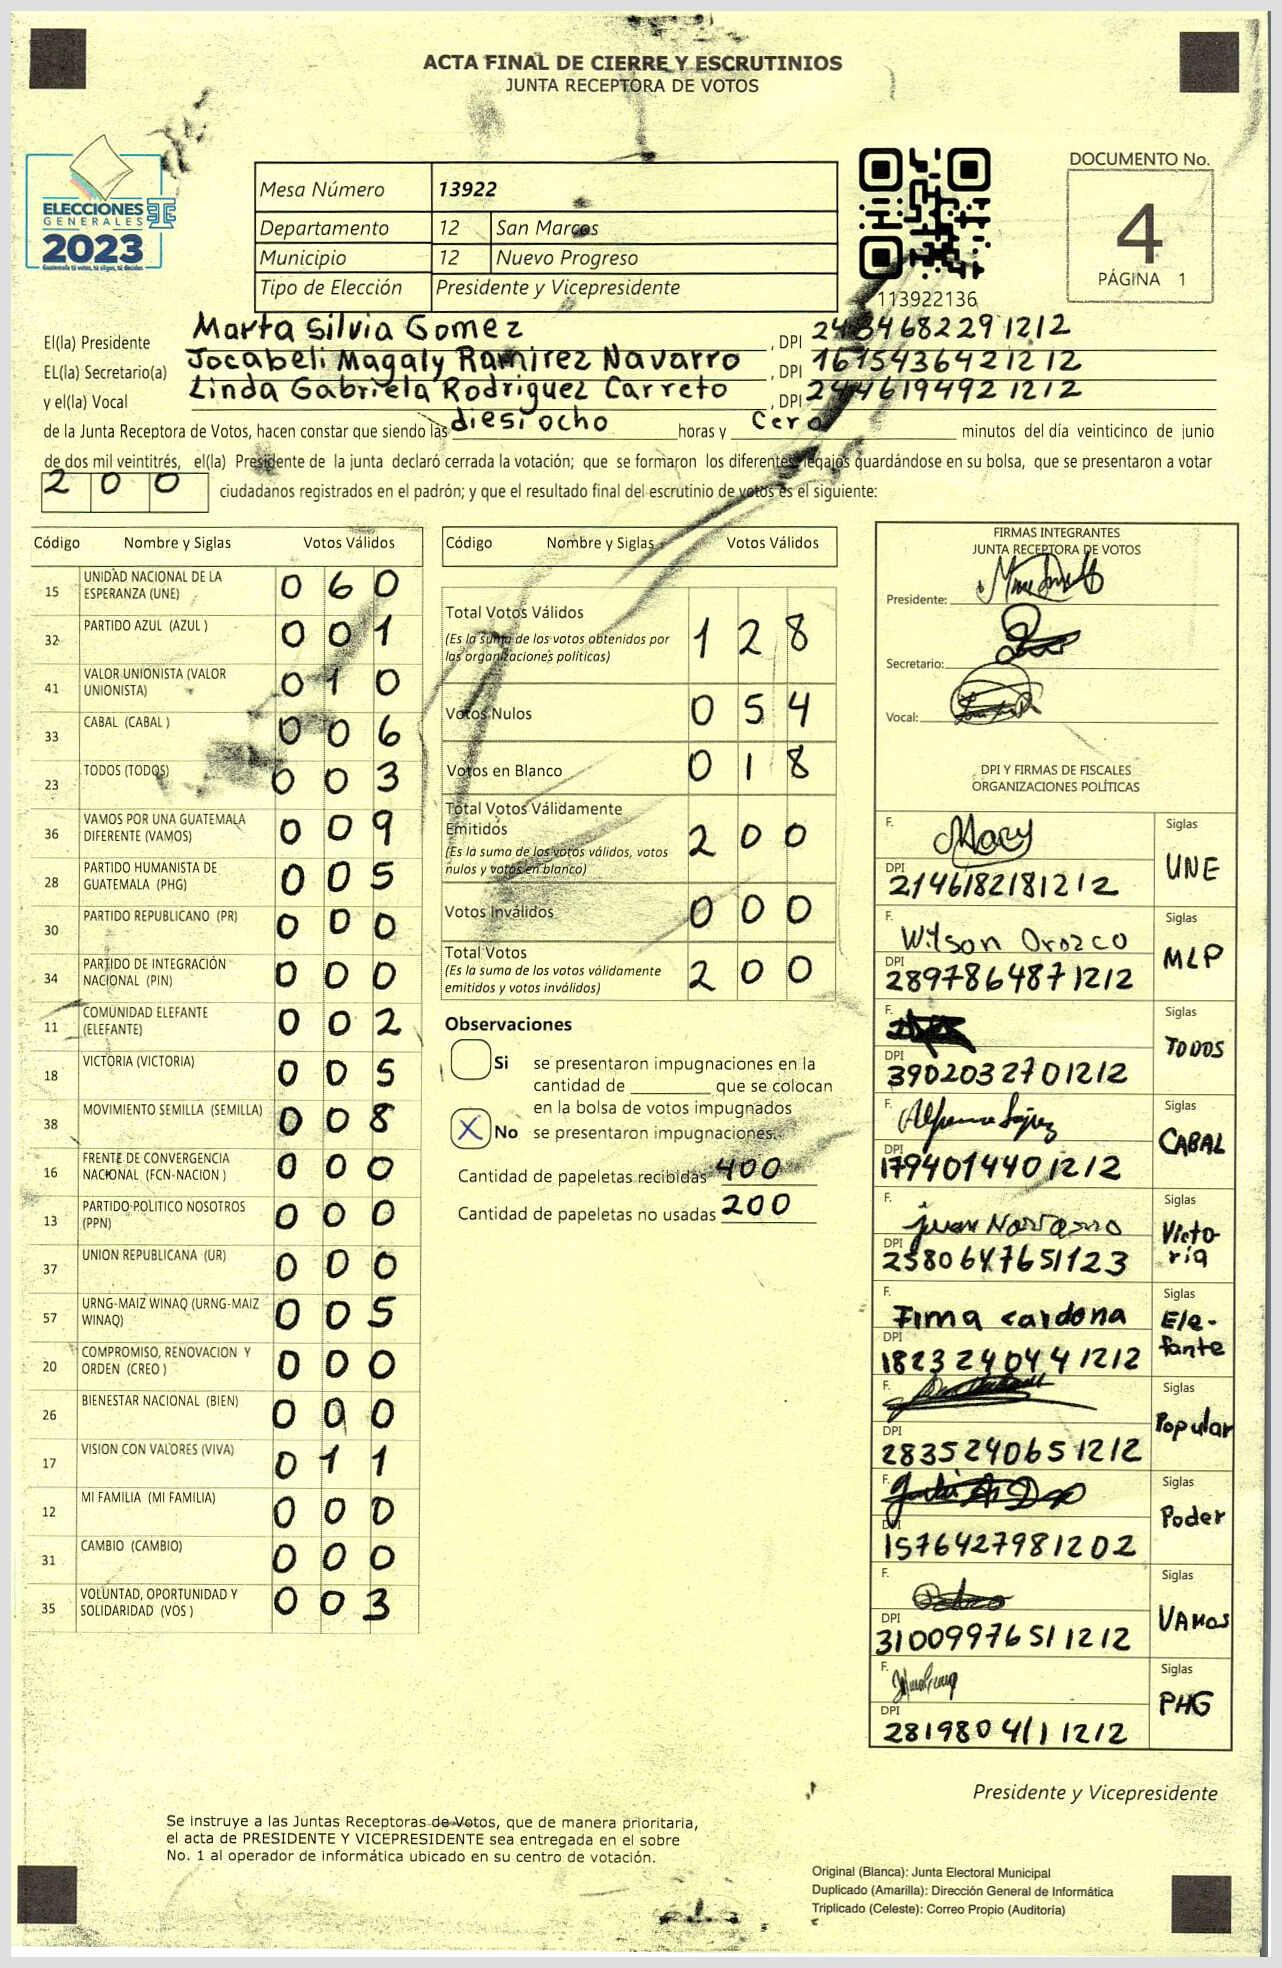 ACTA FINAL DE CIERRE Y ESCRUTINIOS
JUNTA RECEPTORA DE VOTOS
ELECCIONES
GENERALES
2023
Guatemala tú votas, tú eliges, tú decides
Mesa Número 13922
Departamento 12 San Marcos
Municipio 12 Nuevo Progreso
Tipo de Elección Presidente y Vicepresidente
113922136
DOCUMENTO No.
4
PÁGINA 1
El(la) Presidente Marta Silvia Gomez , DPI 2484682291212
EL(la) Secretario(a) Jocabeli Magaly Ramirez Navarro , DPI 1615436421212
y el(la) Vocal Linda Gabriela Rodriguez Carreto , DPI 2444619492 1212
de la Junta Receptora de Votos, hacen constar que siendo las diesi ocho horas y Cero minutos del día veinticinco de junio
de dos mil veintitrés, el(la) Presidente de la junta declaró cerrada la votación; que se formaron los diferentes legajos guardándose en su bolsa, que se presentaron a votar
200 ciudadanos registrados en el padrón; y que el resultado final del escrutinio de votos es el siguiente:
Código Nombre y Siglas Votos Válidos
15 UNIDAD NACIONAL DE LA ESPERANZA (UNE) 0 6 0
32 PARTIDO AZUL (AZUL ) 0 0 1
41 VALOR UNIONISTA (VALOR UNIONISTA) 0 1 0
33 CABAL (CABAL ) 0 0 6
23 TODOS (TODOS) 0 0 3
36 VAMOS POR UNA GUATEMALA DIFERENTE (VAMOS) 0 0 9
28 PARTIDO HUMANISTA DE GUATEMALA (PHG) 0 0 5
30 PARTIDO REPUBLICANO (PR) 0 0 0
34 PARTIDO DE INTEGRACIÓN NACIONAL (PIN) 0 0 0
11 COMUNIDAD ELEFANTE (ELEFANTE) 0 0 2
18 VICTORIA (VICTORIA) 0 0 5
38 MOVIMIENTO SEMILLA (SEMILLA) 0 0 8
16 FRENTE DE CONVERGENCIA NACIONAL (FCN-NACION ) 0 0 0
13 PARTIDO POLITICO NOSOTROS (PPN) 0 0 0
37 UNION REPUBLICANA (UR) 0 0 0
57 URNG-MAIZ WINAQ (URNG-MAIZ WINAQ) 0 0 5
20 COMPROMISO, RENOVACION Y ORDEN (CREO ) 0 0 0
26 BIENESTAR NACIONAL (BIEN) 0 0 0
17 VISION CON VALORES (VIVA) 0 1 1
12 MI FAMILIA (MI FAMILIA) 0 0 0
31 CAMBIO (CAMBIO) 0 0 0
35 VOLUNTAD, OPORTUNIDAD Y SOLIDARIDAD (VOS ) 0 0 3
Código Nombre y Siglas Votos Válidos
Total Votos Válidos 1 2 8
(Es la suma de los votos obtenidos por
las organizaciones políticas)
Votos Nulos 0 5 4
Votos en Blanco 0 1 8
Total Votos Válidamente
Emitidos 2 0 0
(Es la suma de los votos válidos, votos
nulos y votos en blanco)
Votos Inválidos 0 0 0
Total Votos 2 0 0
(Es la suma de los votos válidamente
emitidos y votos inválidos)
Observaciones
Si se presentaron impugnaciones en la
cantidad de que se colocan
en la bolsa de votos impugnados
X No se presentaron impugnaciones.
Cantidad de papeletas recibidas 400
Cantidad de papeletas no usadas 200
FIRMAS INTEGRANTES
JUNTA RECEPTORA DE VOTOS
Presidente:
Secretario:
Vocal:
DPI Y FIRMAS DE FISCALES
ORGANIZACIONES POLÍTICAS
F. Mary Siglas
DPI 2146182181212 UNE
F. Wilson Orozco Siglas
DPI 2897864871212 MLP
F. Siglas
DPI 3902032701212 TODOS
F. Siglas
DPI 1794014401212 CABAL
F. juan Navarro Siglas
DPI 2580647651123 Victoria
F. Irma cardona Siglas
DPI 1823240441212 Elefante
F. Siglas
DPI 2835240651212 Popular
F. Siglas
DPI 1576427981202 Poder
F. Siglas
DPI 3100997651 1212 VAMOS
F. Siglas
DPI 2819804111212 PHG
Presidente y Vicepresidente
Se instruye a las Juntas Receptoras de Votos, que de manera prioritaria,
el acta de PRESIDENTE Y VICEPRESIDENTE sea entregada en el sobre
No. 1 al operador de informática ubicado en su centro de votación.
Original (Blanca): Junta Electoral Municipal
Duplicado (Amarilla): Dirección General de Informática
Triplicado (Celeste): Correo Propio (Auditoría)